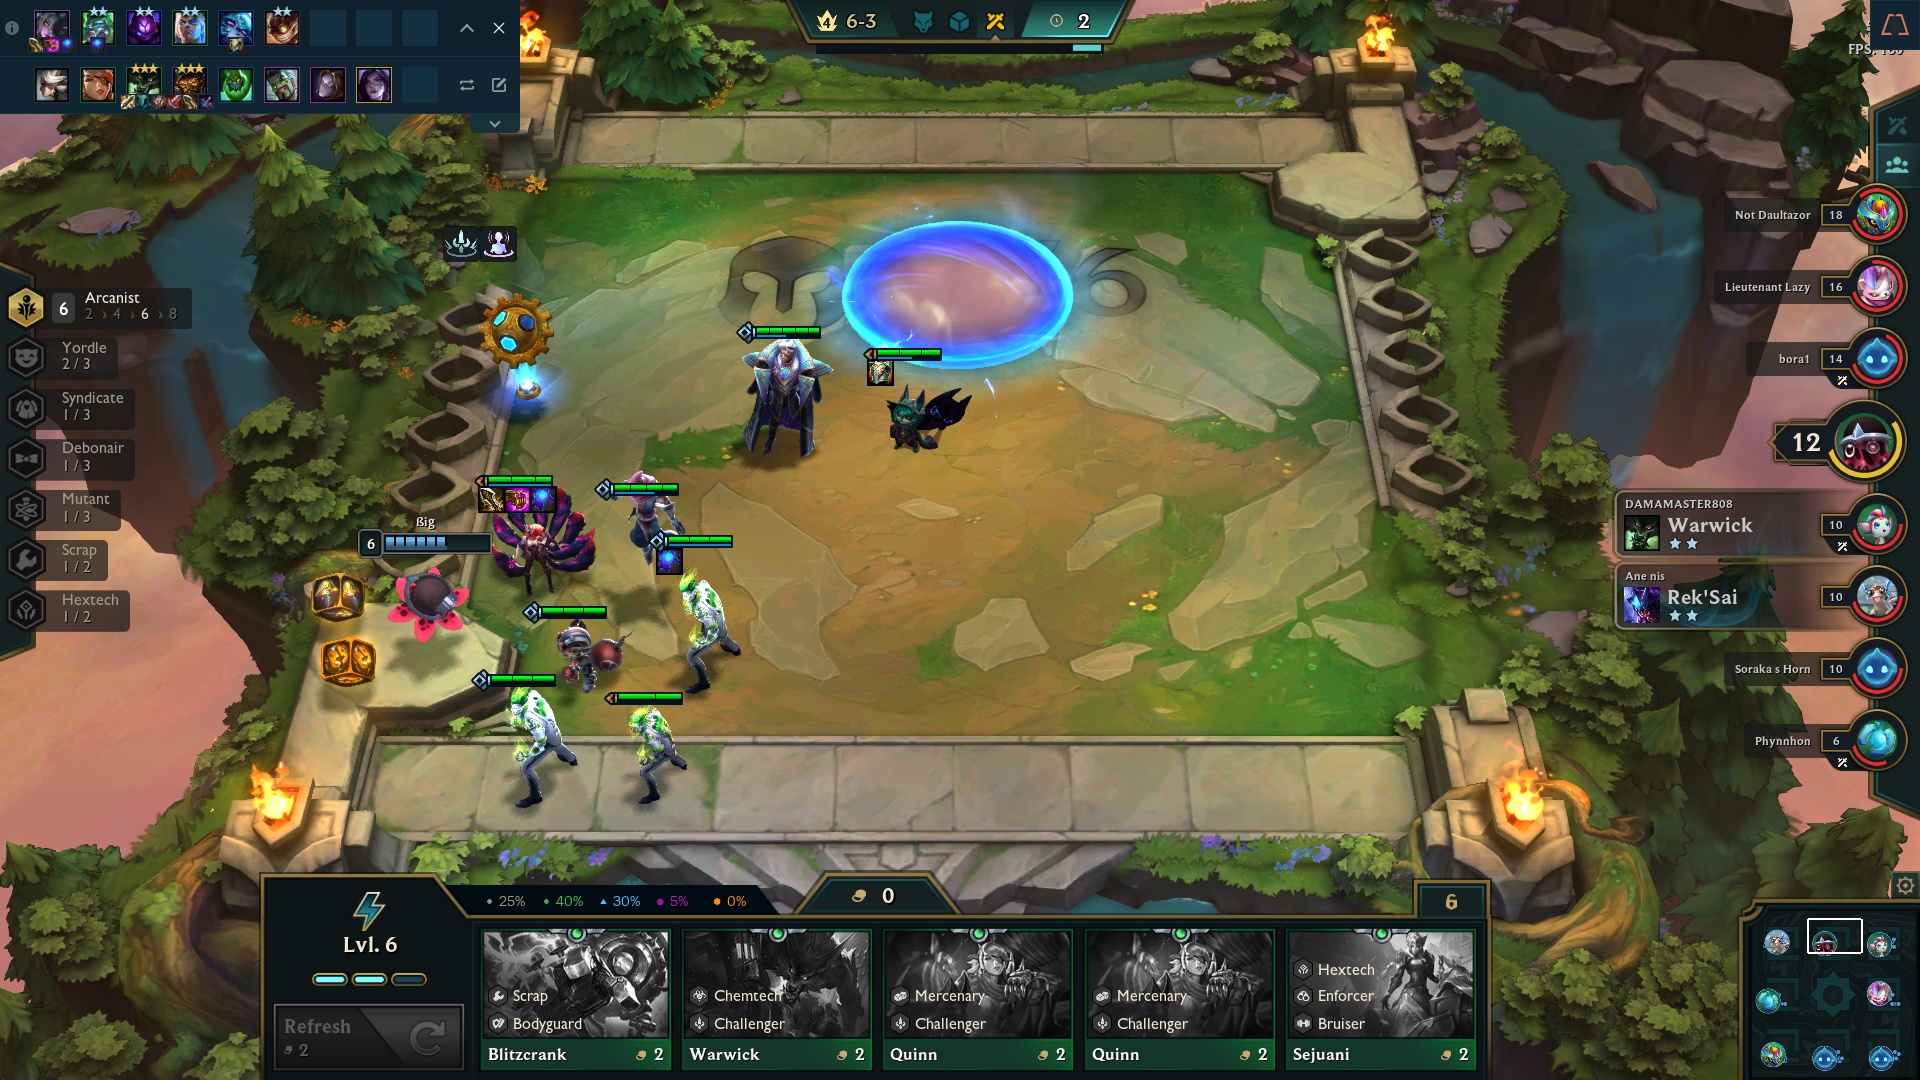 4
6-3
2
FPS:
Not Daultazor
18
Lieutenant Lazy
16
bora1
14
12
DAMAMASTER808
Warwick
10
Ane nis
Rek'Sai
10
Soraka s Horn
10
Phynnhon
6
6
Arcanist
2 › 4 › 6 › 8
Yordle
2 / 3
Syndicate
1 / 3
Debonair
1 / 3
Mutant
1 / 3
Scrap
1 / 2
Hextech
1 / 2
ßig
6
25%
40%
30%
5%
0%
0
6
Lvl. 6
Refresh
2
Scrap
Bodyguard
Blitzcrank
2
Chemtech
Challenger
Warwick
2
Mercenary
Challenger
Quinn
2
Mercenary
Challenger
Quinn
2
Hextech
Enforcer
Bruiser
Sejuani
2